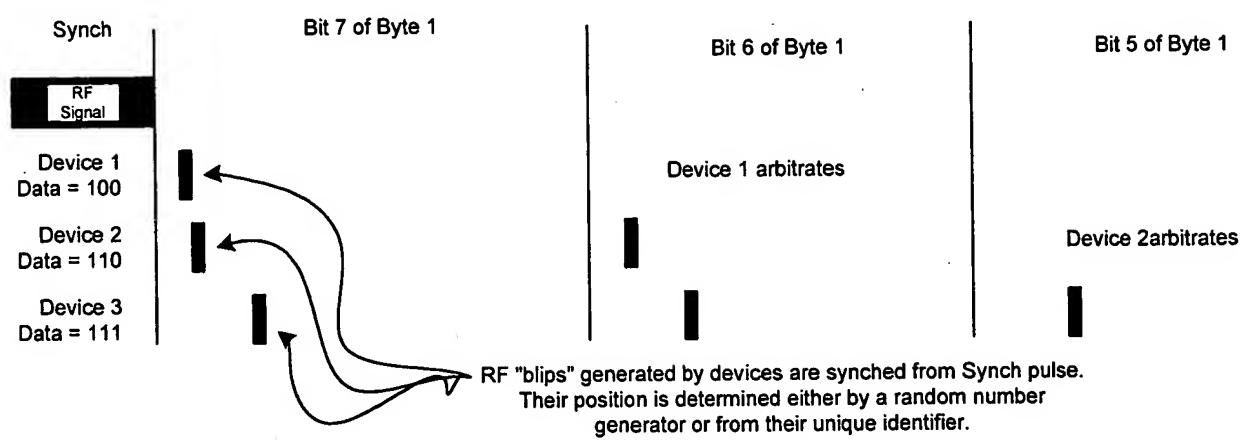 Synch
Bit 7 of Byte 1
Bit 6 of Byte 1
Bit 5 of Byte 1
RF
Signal
Device 1
Data = 100
Device 1 arbitrates
Device 2
Data = 110
Device 2arbitrates
Device 3
Data = 111
RF "blips" generated by devices are synched from Synch pulse.
Their position is determined either by a random number
generator or from their unique identifier.